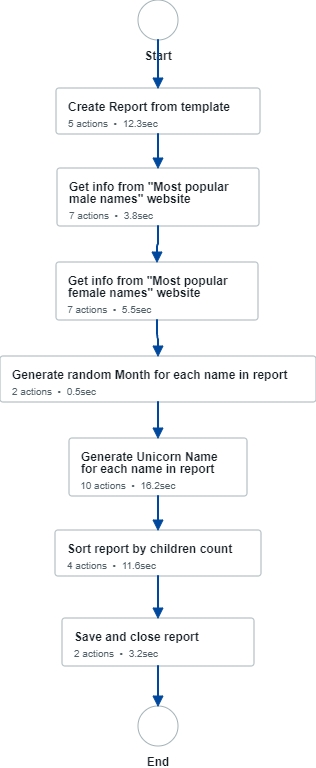 Start
Create Report from template
5 actions • 12.3sec
Get info from "Most popular
male names" website
7 actions • 3.8sec
Get info from "Most popular
female names" website
7 actions • 5.5sec
Generate random Month for each name in report
2 actions • 0.5sec
Generate Unicorn Name
for each name in report
10 actions • 16.2sec
Sort report by children count
4 actions • 11.6sec
Save and close report
2 actions • 3.2sec
End